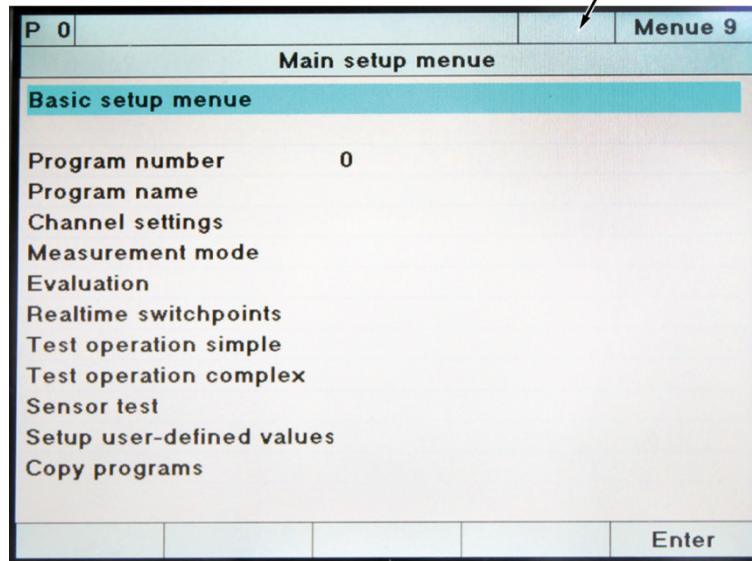 P 0 Menue 9
Main setup menue
Basic setup menue
Program number 0
Program name
Channel settings
Measurement mode
Evaluation
Realtime switchpoints
Test operation simple
Test operation complex
Sensor test
Setup user-defined values
Copy programs
Enter